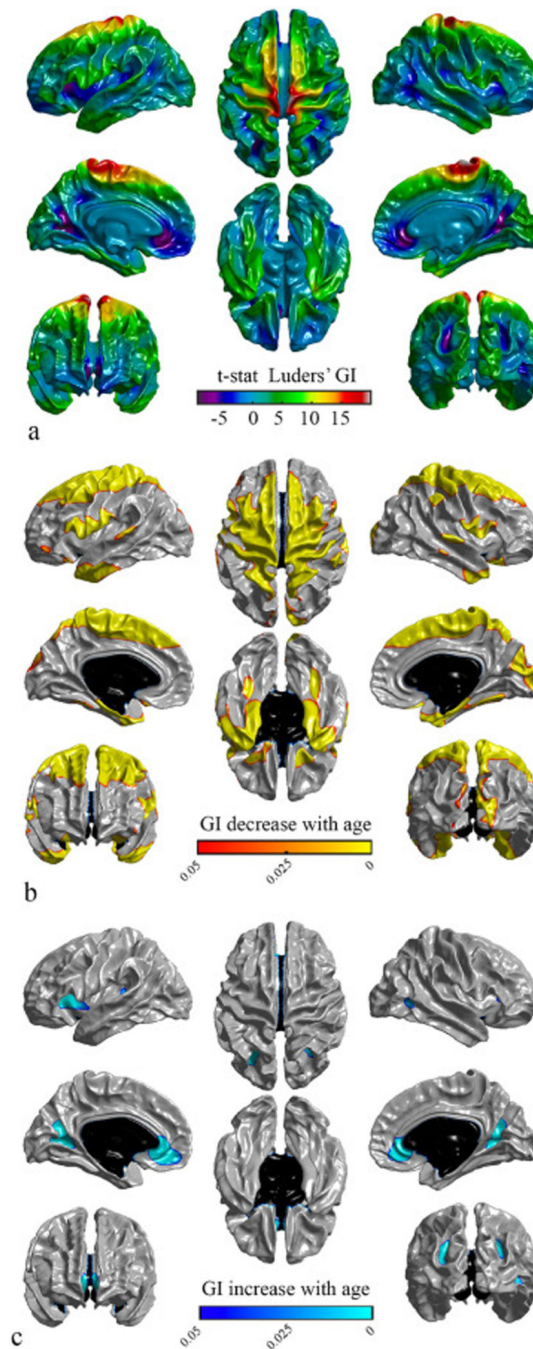 t-stat Luders' GI
-5 0 5 10 15
a
GI decrease with age
0.05 0.025 0
b
GI increase with age
0.05 0.025 0
c